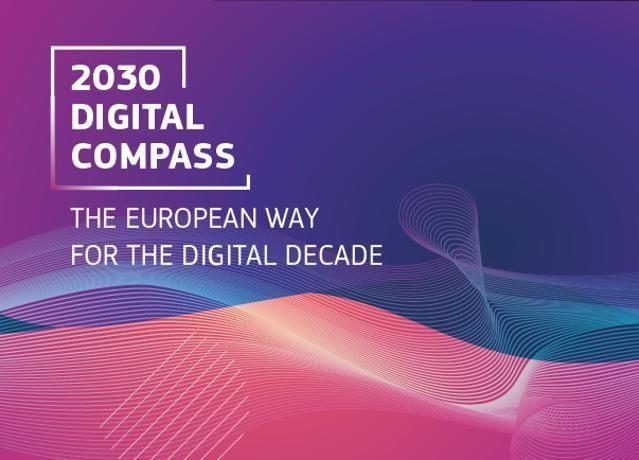 2030
DIGITAL
COMPASS
THE EUROPEAN WAY
FOR THE DIGITAL DECADE